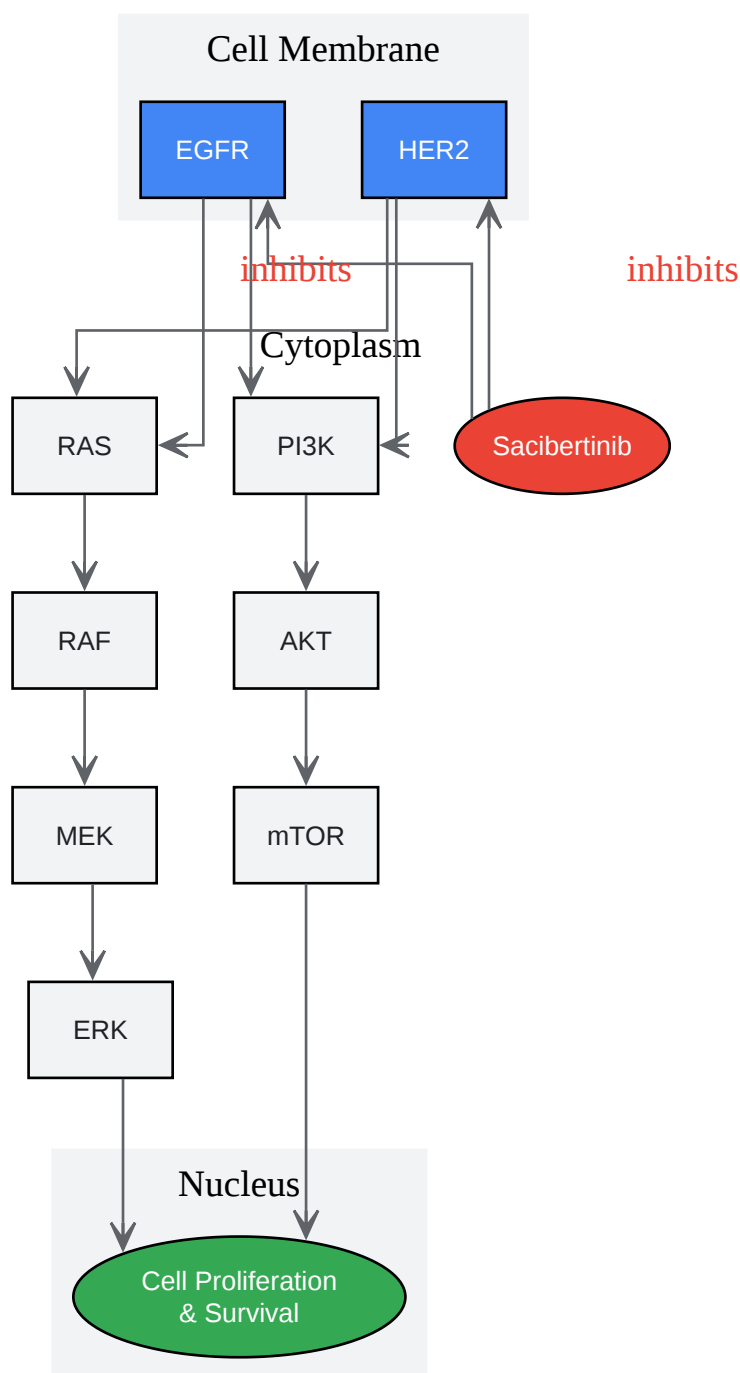 Cell Membrane
EGFR
HER2
inhibits
inhibits
Cytoplasm
RAS
PI3K
Sacibertinib
RAF
AKT
MEK
mTOR
ERK
Nucleus
Cell Proliferation
& Survival